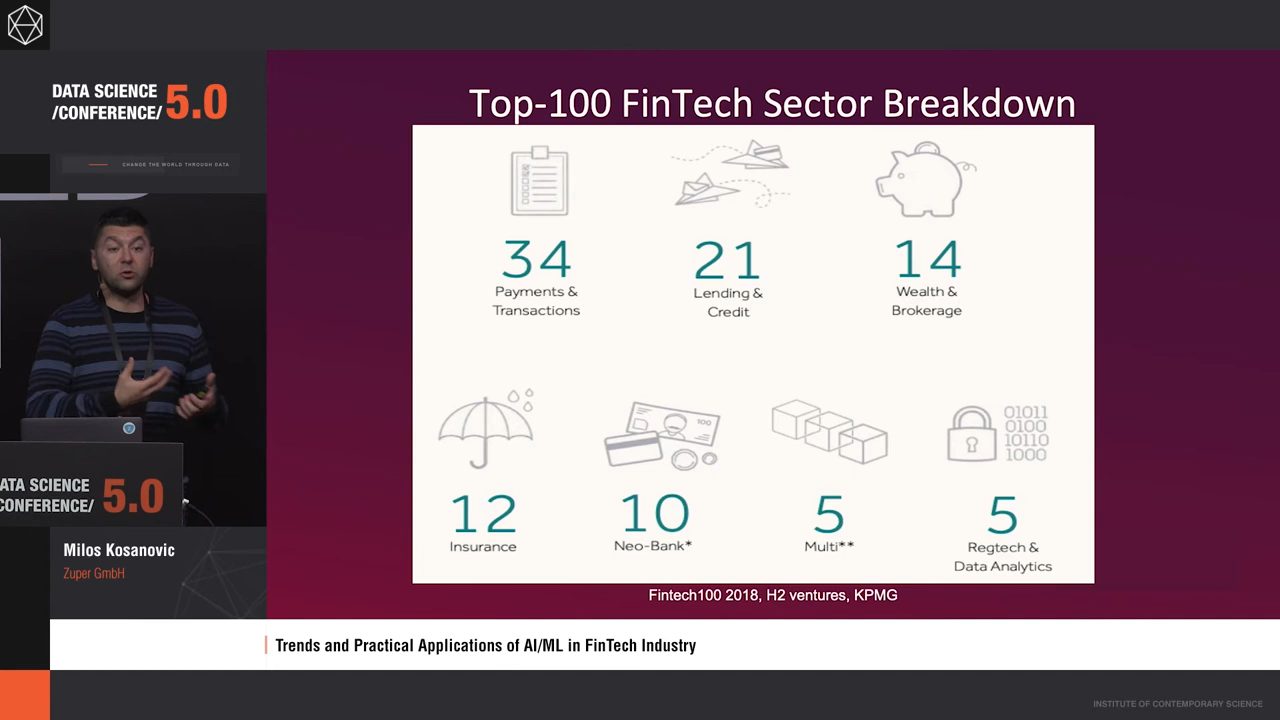 DATA SCIENCE
/CONFERENCE/ 5.0
CHANGE THE WORLD THROUGH DATA
Top-100 FinTech Sector Breakdown
34
Payments &
Transactions
21
Lending &
Credit
14
Wealth &
Brokerage
12
Insurance
100
10
Neo-Bank*
5
Multi**
01011
0100
10110
1000
5
Regtech &
Data Analytics
Fintech100 2018, H2 ventures, KPMG
ATA SCIENCE
CONFERENCE/ 5.0
Milos Kosanovic
Zuper GmbH
Trends and Practical Applications of AI/ML in FinTech Industry
INSTITUTE OF CONTEMPORARY SCIENCE